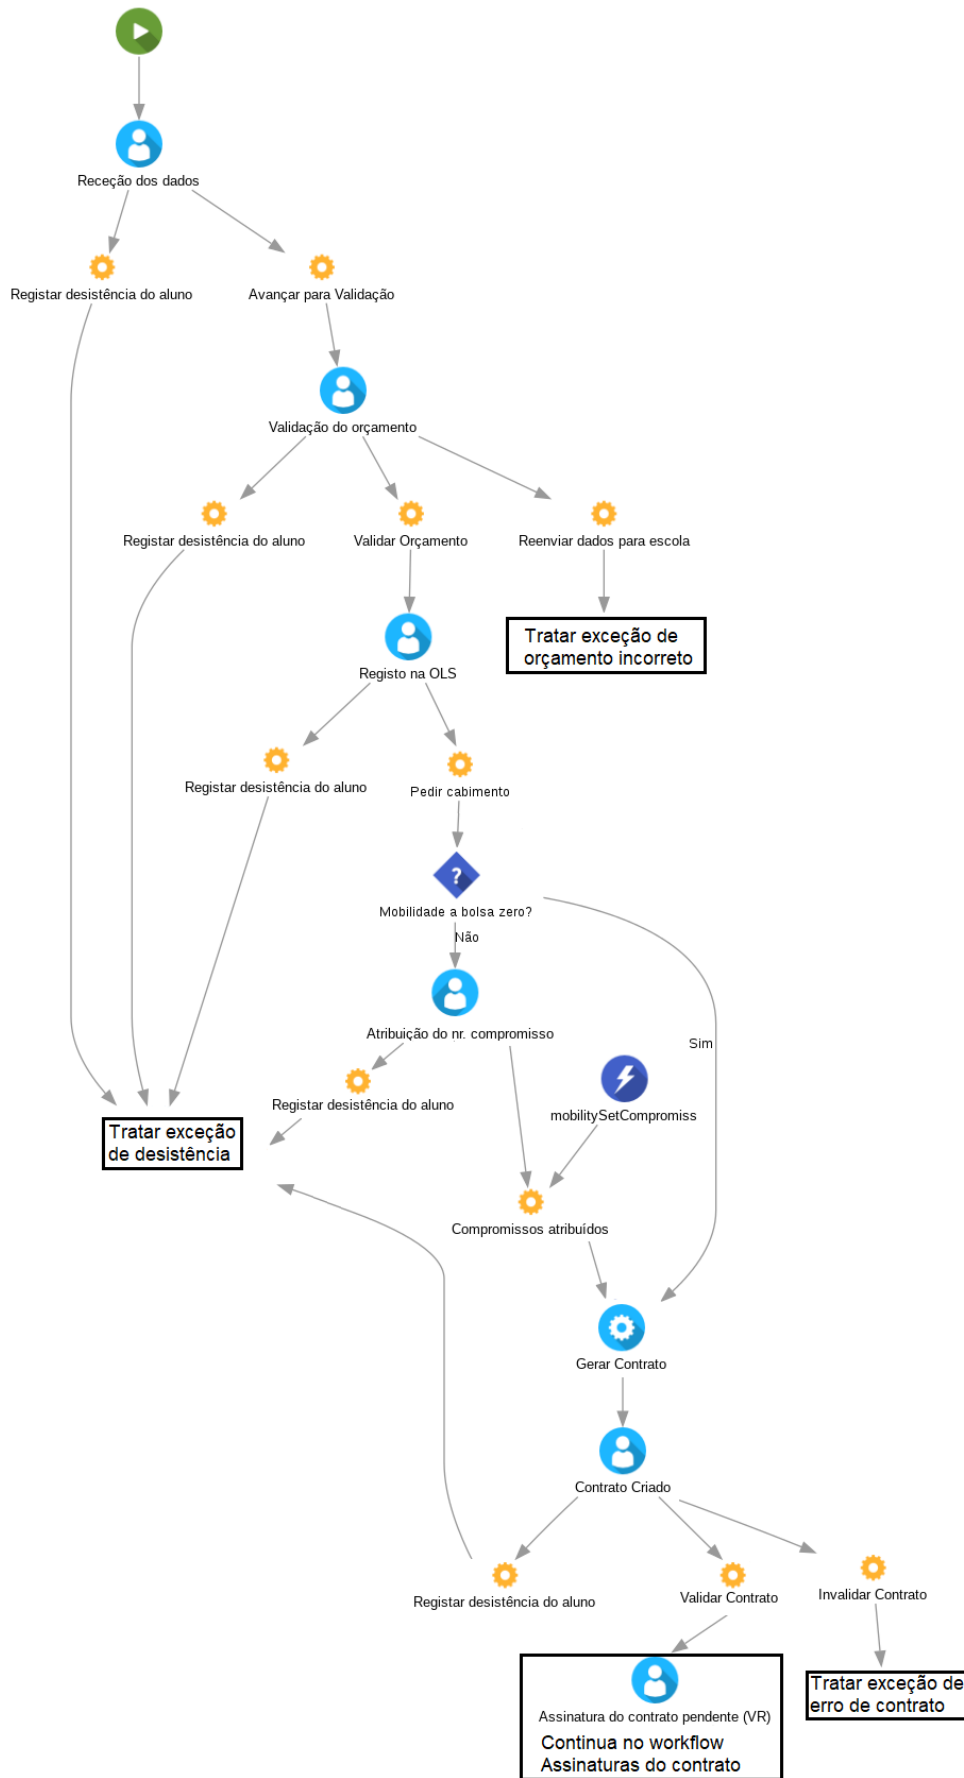 Receção dos dados
Registar desistência do aluno
Avançar para Validação
Validação do orçamento
Registar desistência do aluno
Validar Orçamento
Reenviar dados para escola
Tratar exceção de
orçamento incorreto
Registo na OLS
Registar desistência do aluno
Pedir cabimento
?
Mobilidade a bolsa zero?
Não
Atribuição do nr. compromisso
Sim
Registar desistência do aluno
mobilitySetCompromiss
Tratar exceção
de desistência
Compromissos atribuídos
Gerar Contrato
Contrato Criado
Registar desistência do aluno
Validar Contrato
Invalidar Contrato
Assinatura do contrato pendente (VR)
Continua no workflow
Assinaturas do contrato
Tratar exceção de
erro de contrato